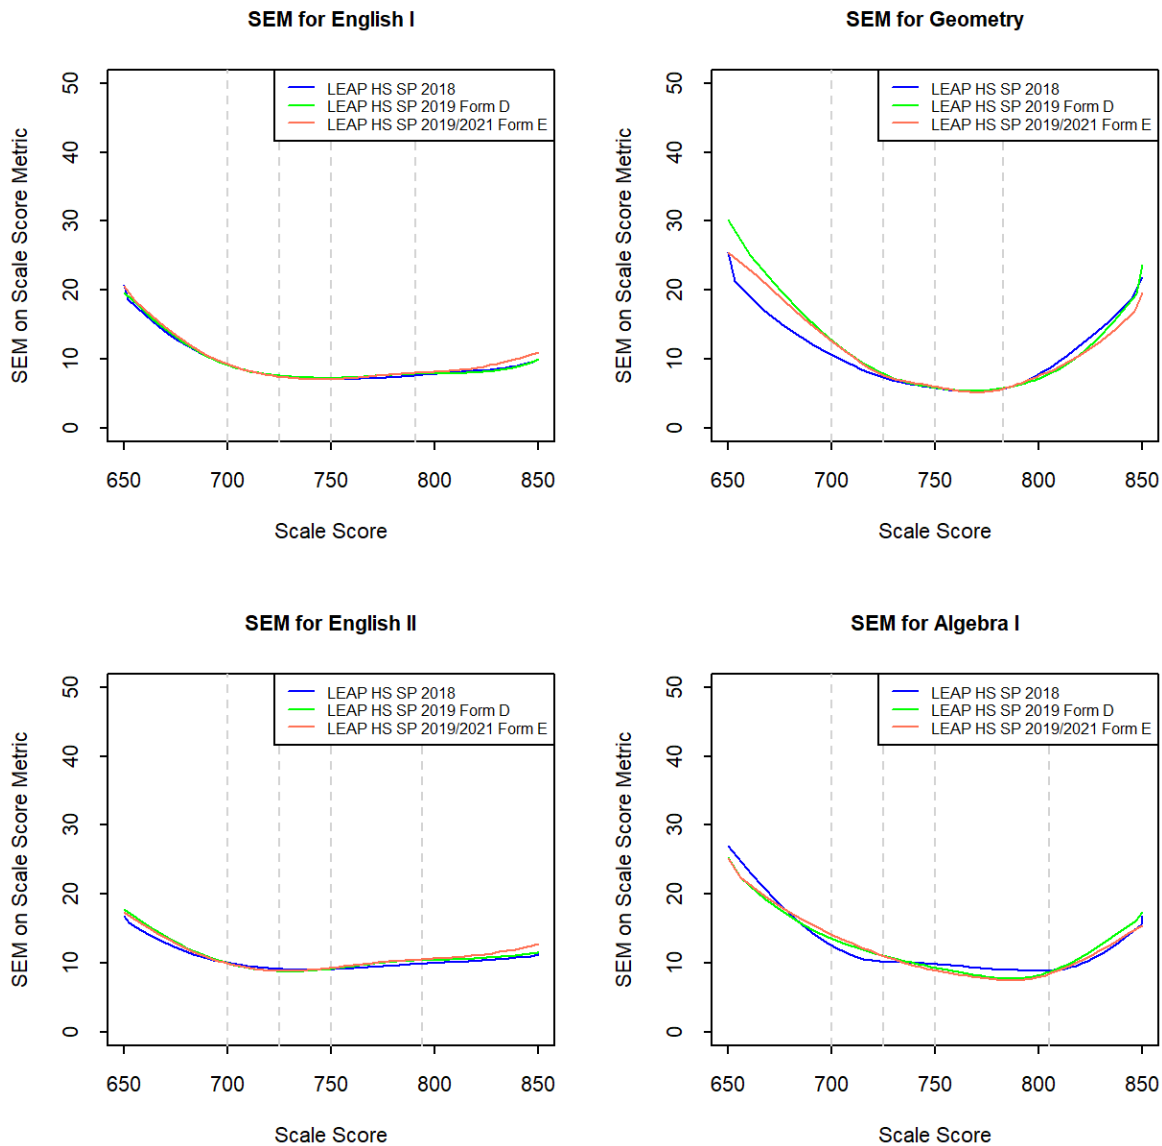 SEM for English I
LEAP HS SP 2018
LEAP HS SP 2019 Form D
LEAP HS SP 2019/2021 Form E
SEM on Scale Score Metric
50
40
30
20
10
0
650 700 750 800 850
Scale Score
SEM for Geometry
LEAP HS SP 2018
LEAP HS SP 2019 Form D
LEAP HS SP 2019/2021 Form E
SEM on Scale Score Metric
50
40
30
20
10
0
650 700 750 800 850
Scale Score
SEM for English II
LEAP HS SP 2018
LEAP HS SP 2019 Form D
LEAP HS SP 2019/2021 Form E
SEM on Scale Score Metric
50
40
30
20
10
0
650 700 750 800 850
Scale Score
SEM for Algebra I
LEAP HS SP 2018
LEAP HS SP 2019 Form D
LEAP HS SP 2019/2021 Form E
SEM on Scale Score Metric
50
40
30
20
10
0
650 700 750 800 850
Scale Score